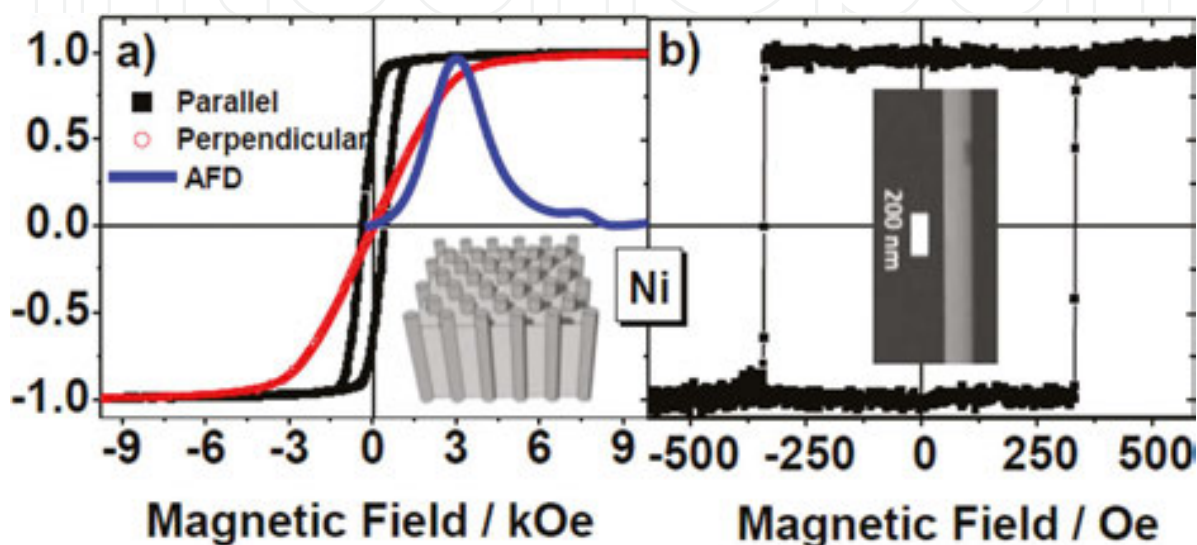 a)
Parallel
Perpendicular
AFD
1.0
0.5
0.0
-0.5
-1.0
-9 -6 -3 0 3 6 9
Magnetic Field / kOe
Ni
b)
200 nm
-500 -250 0 250 500
Magnetic Field / Oe